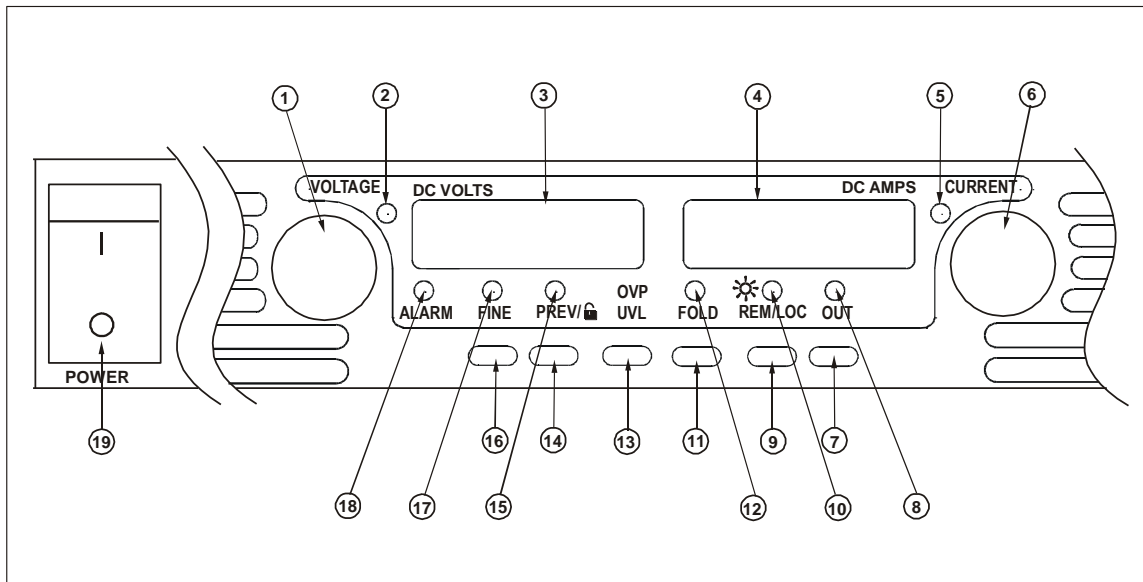 1 2 3 4 5 6
VOLTAGE DC VOLTS DC AMPS CURRENT
I
OVP
ALARM FINE PREV/ UVL FOLD REM/LOC OUT
POWER
19 16 14 13 11 9 7
18 17 15 12 10 8